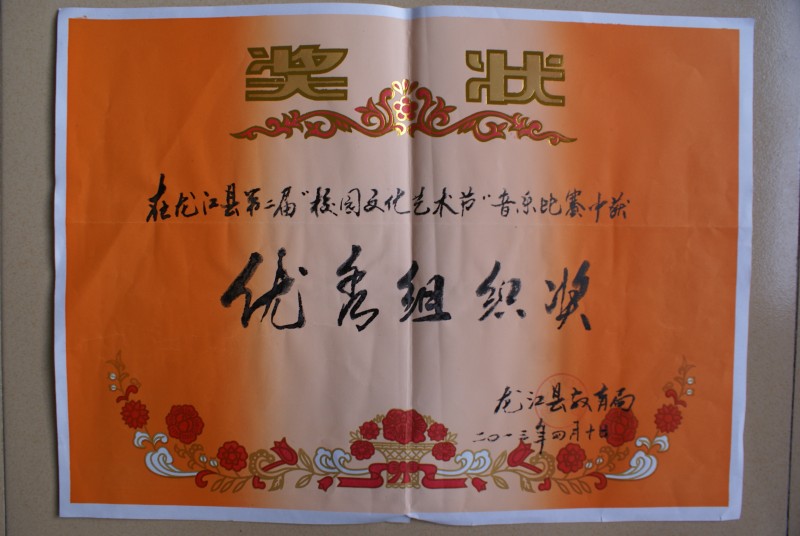 奖状
在龙江县第二届"校园文化艺术节"音乐比赛中获
优秀组织奖
龙江县教育局
二〇一三年四月十日